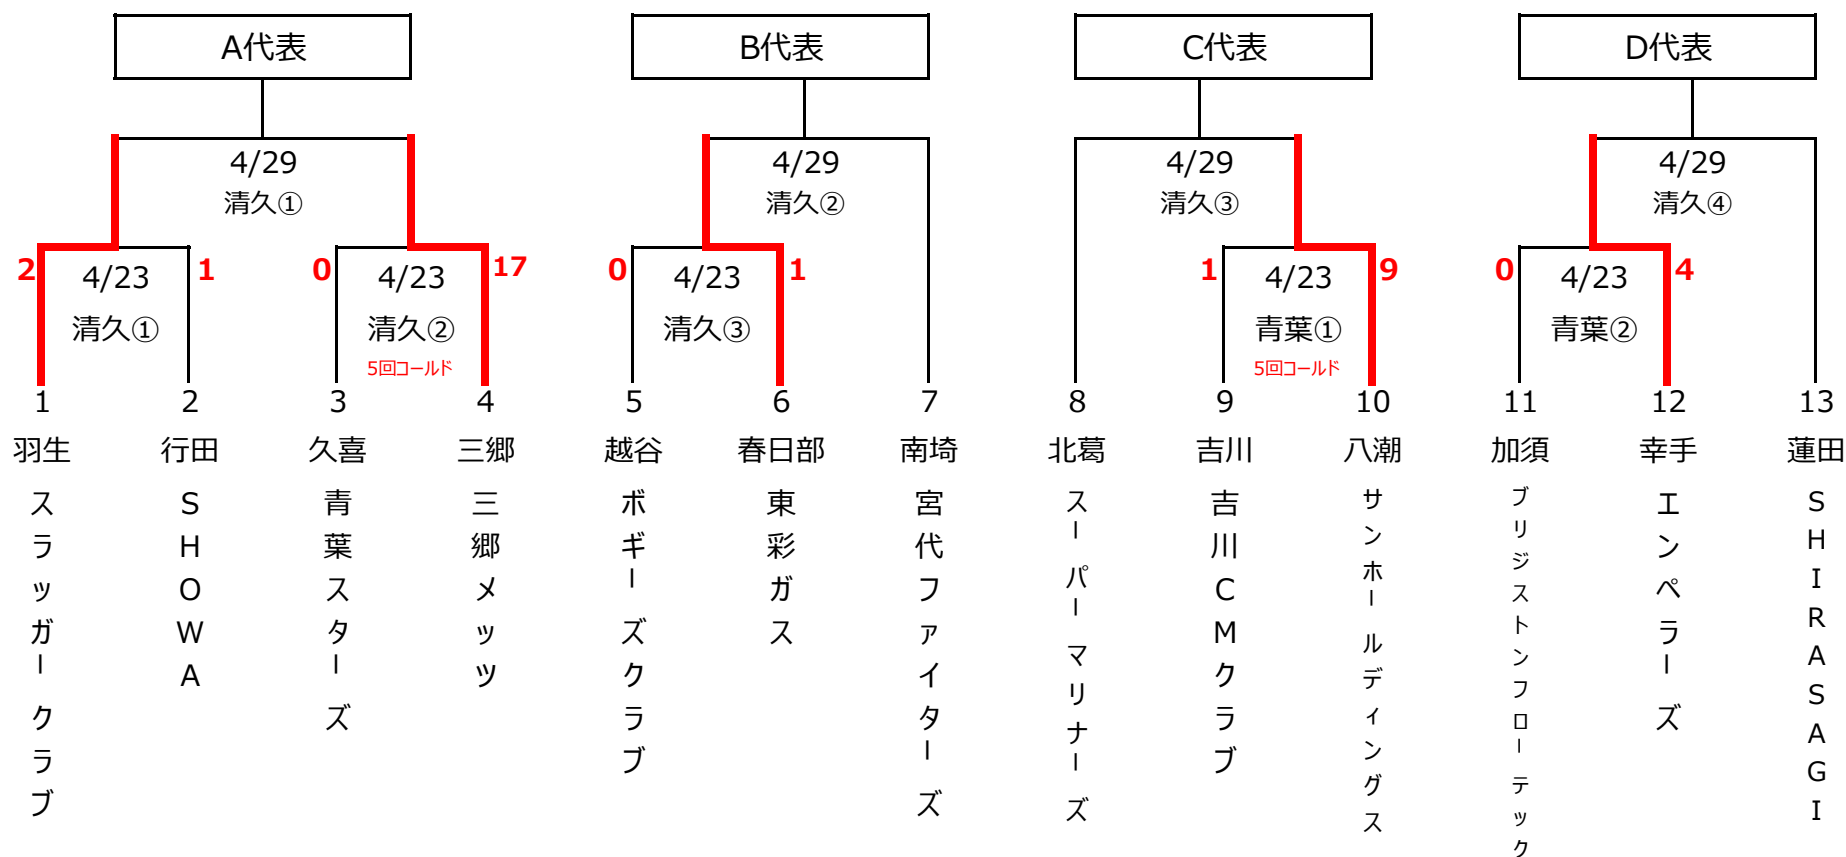 A代表
B代表
C代表
D代表
4/29
清久①
4/29
清久②
4/29
清久③
4/29
清久④
2
4/23
1
清久①
0
4/23
17
清久②
5回コールド
0
4/23
1
清久③
1
4/23
9
青葉①
5回コールド
0
4/23
4
青葉②
1
2
3
4
5
6
7
8
9
10
11
12
13
羽生
行田
久喜
三郷
越谷
春日部
南埼
北葛
吉川
八潮
加須
幸手
蓮田
スラッガークラブ
SHOWA
青葉スターズ
三郷メッツ
ボギーズクラブ
東彩ガス
宮代ファイターズ
スーパーマリナーズ
吉川CMクラブ
サンホールディングス
ブリジストンフローテック
エンペラーズ
SHIRASAGI